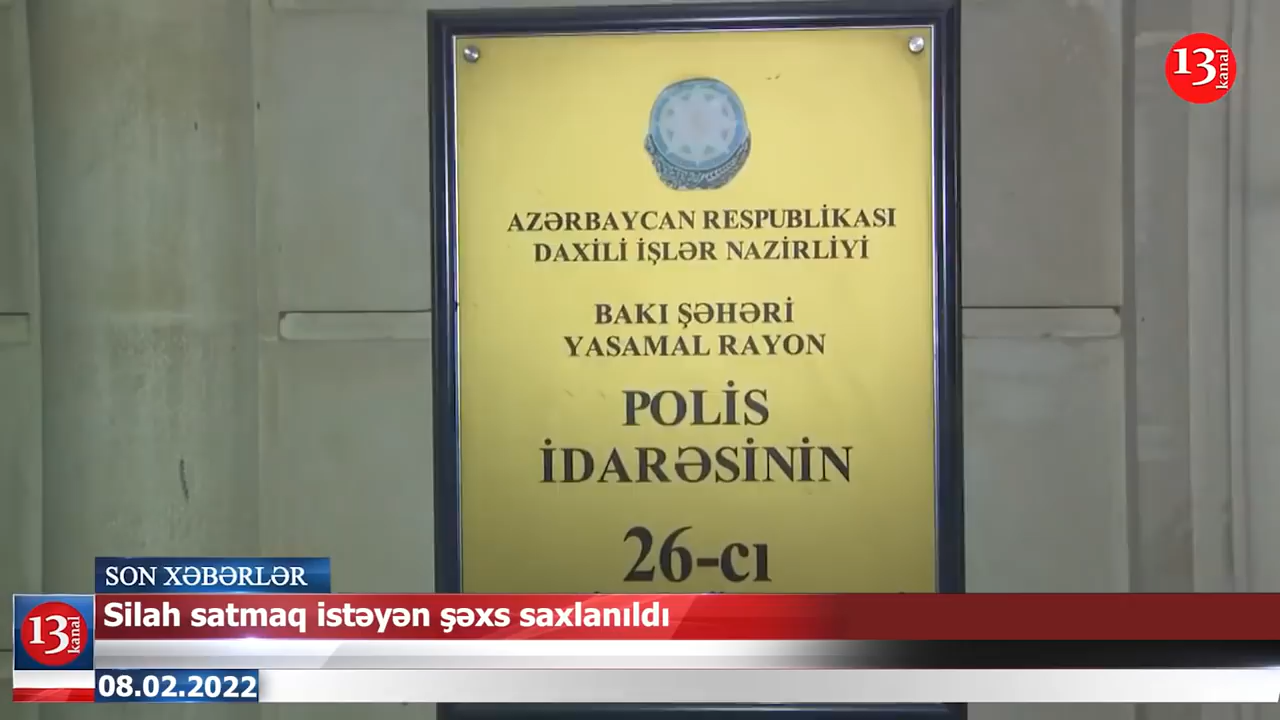 13 kanal
AZƏRBAYCAN RESPUBLİKASI
DAXİLİ İŞLƏR NAZİRLİYİ
BAKI ŞƏHƏRİ
YASAMAL RAYON
POLİS
İDARƏSİNİN
26-cı
SON XƏBƏRLƏR
Silah satmaq istəyən şəxs saxlanıldı
13 kanal
08.02.2022